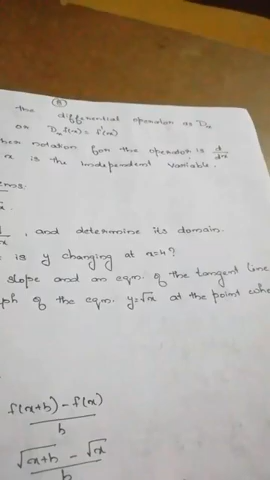 ⑧
the differential operator as Dx
or Dx f(x) = f'(x)
notation for the operator is d/dx
x is the independent variable.
, and determine its domain.
is y changing at x=4?
slope and an eqn. of the tangent line
of the eqn. y=√x at the point
f(x+h) - f(x) / h
√x+h - √x / h